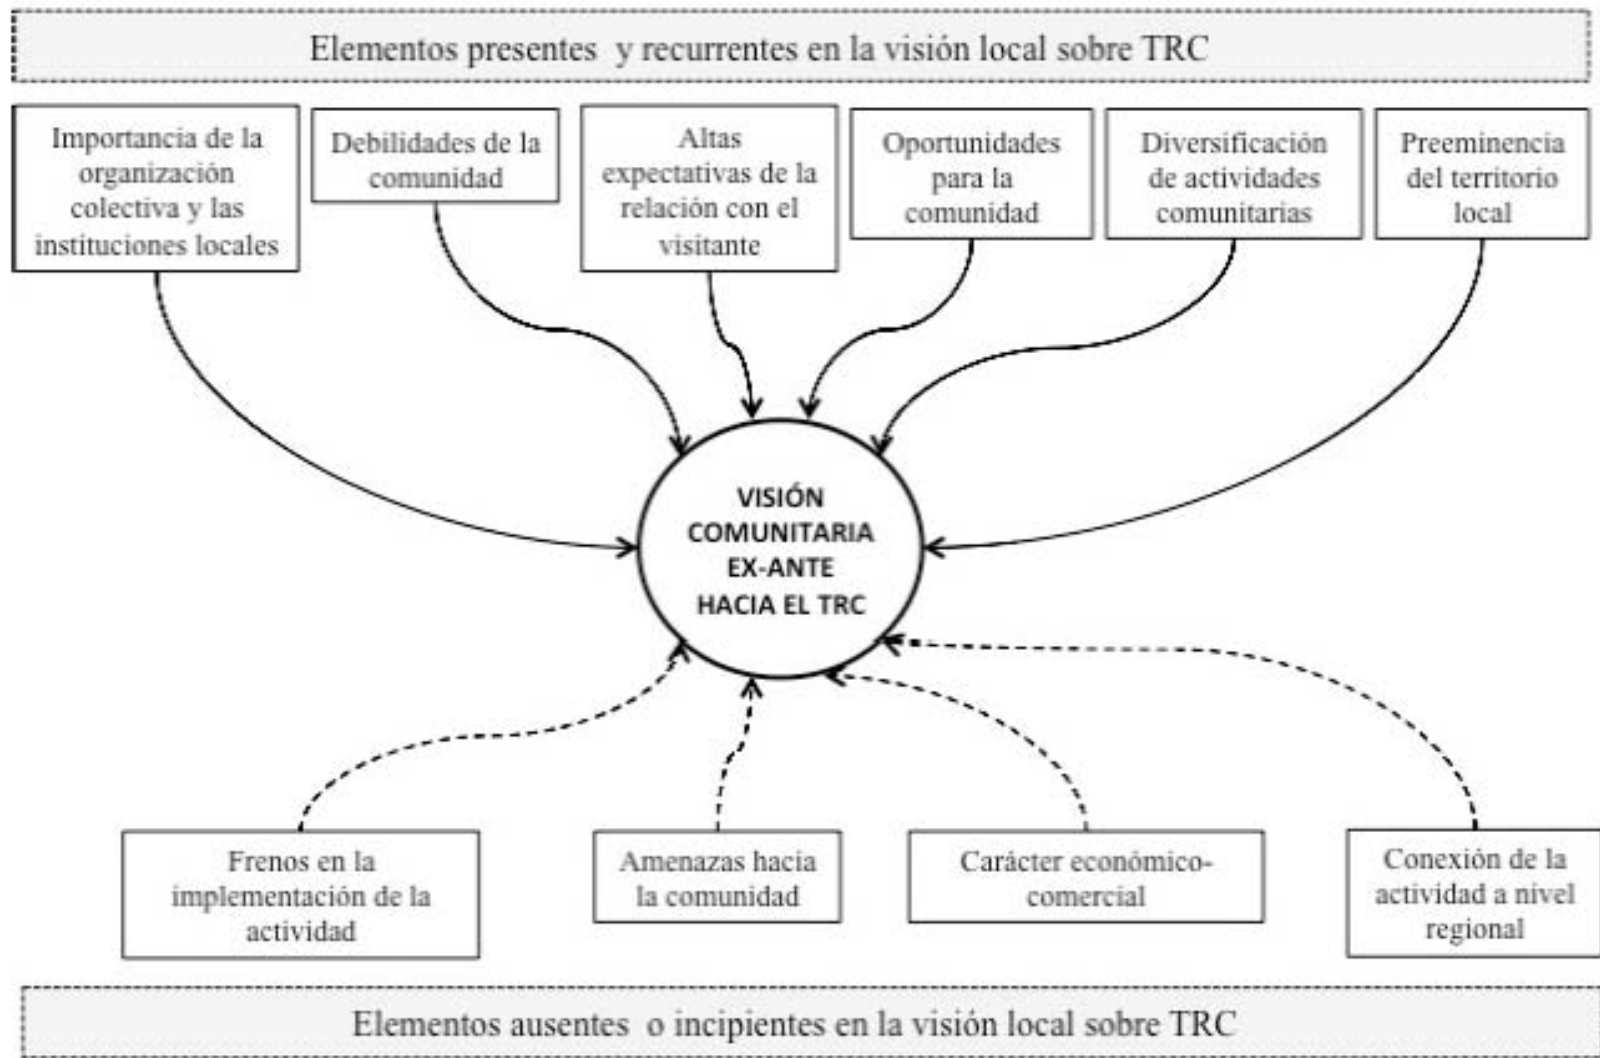 Elementos presentes y recurrentes en la visión local sobre TRC
Importancia de la
organización
colectiva y las
instituciones locales
Debilidades de la
comunidad
Altas
expectativas de la
relación con el
visitante
Oportunidades
para la
comunidad
Diversificación
de actividades
comunitarias
Preeminencia
del territorio
local
VISIÓN
COMUNITARIA
EX-ANTE
HACIA EL TRC
Frenos en la
implementación de la
actividad
Amenazas hacia
la comunidad
Carácter económico-
comercial
Conexión de la
actividad a nivel
regional
Elementos ausentes o incipientes en la visión local sobre TRC